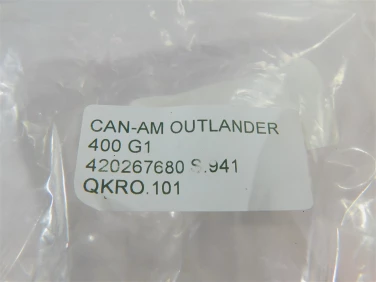 CAN-AM OUTLANDER
400 G1
420267680 S.941
QKRO.101